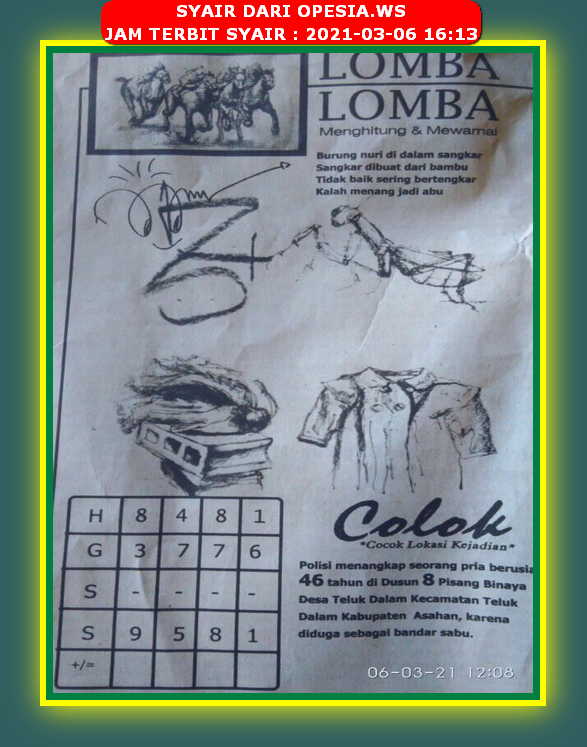 SYAIR DARI OPESIA.WS
JAM TERBIT SYAIR : 2021-03-06 16:13
LOMBA
LOMBA
Menghitung & Mewarnai
Burung nuri di dalam sangkar
Sangkar dibuat dari bambu
Tidak baik sering bertengkar
Kalah menang jadi abu
H 8 4 8 1
G 3 7 7 6
S - - - -
S 9 5 8 1
+/=
Colok
*Cocok Lokasi Kejadian*
Polisi menangkap seorang pria berusia
46 tahun di Dusun 8 Pisang Binaya
Desa Teluk Dalam Kecamatan Teluk
Dalam Kabupaten Asahan, karena
diduga sebagai bandar sabu.
06-03-21 12:08